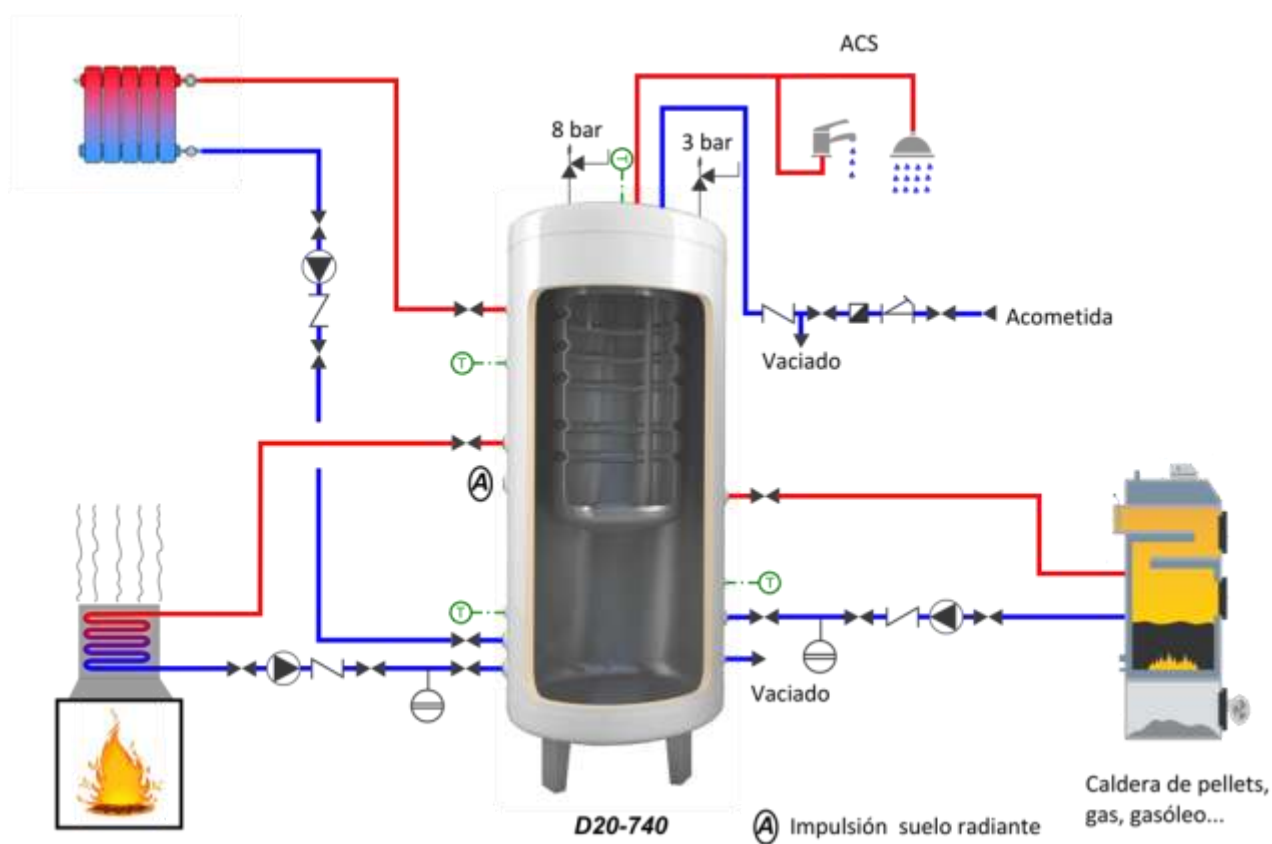 ACS
8 bar
T
3 bar
Acometida
Vaciado
T
A
T
T
Vaciado
Caldera de pellets,
gas, gasóleo...
D20-740
A Impulsión suelo radiante